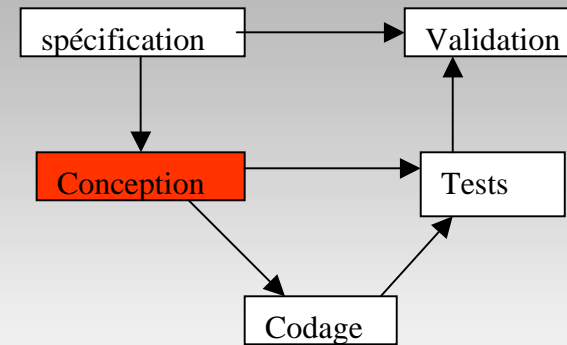 spécification
Validation
Conception
Tests
Codage